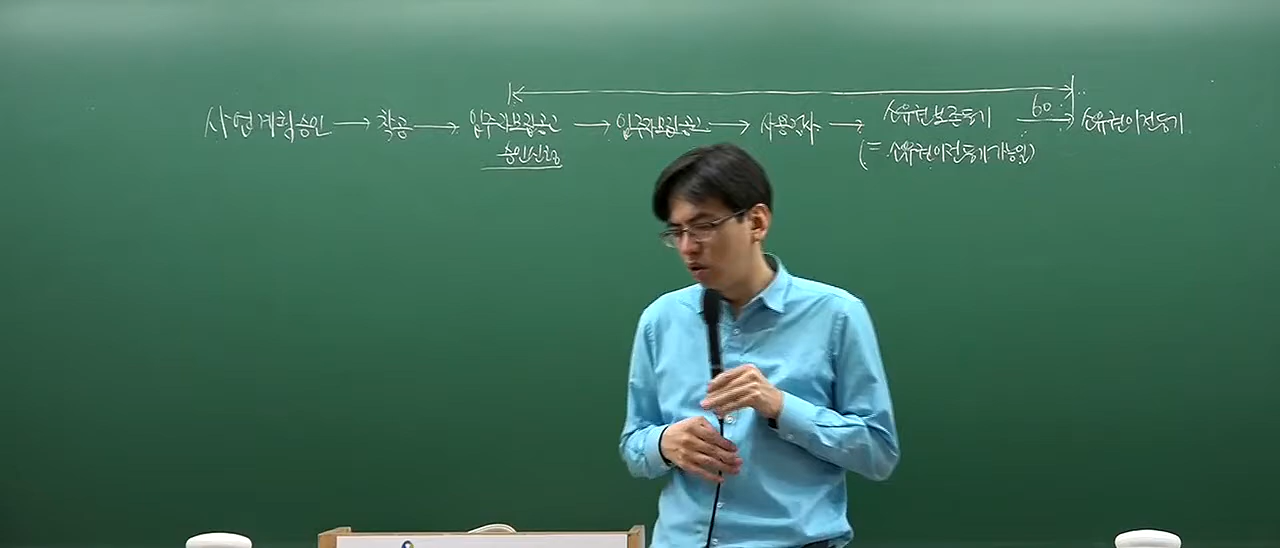 60
사업계획승인 → 착공 → 입주자모집공고 → 입주자모집공고 → 사용검사 → 소유권보존등기 → 소유권이전등기
승인신청
(= 소유권이전등기가능일)